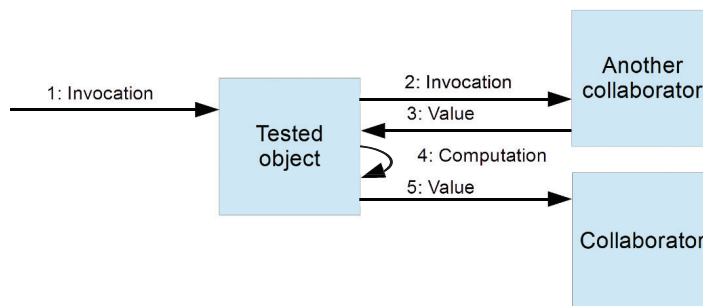 1: Invocation
Tested
object
2: Invocation
3: Value
4: Computation
5: Value
Another
collaborator
Collaborator